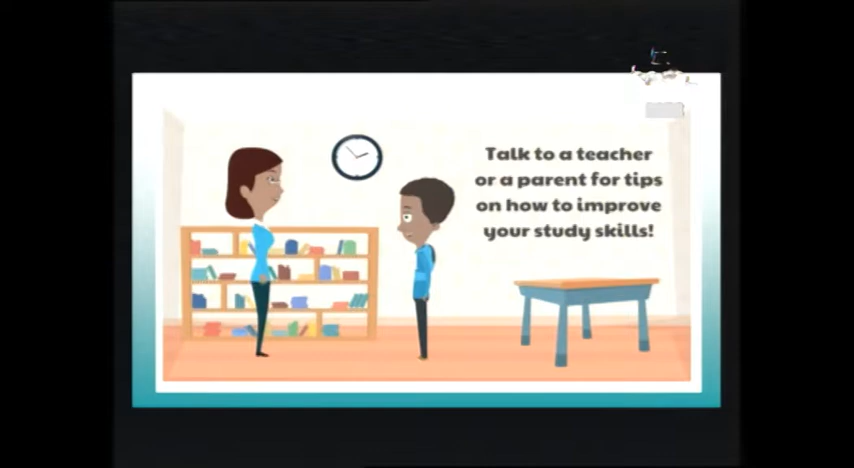 Talk to a teacher
or a parent for tips
on how to improve
your study skills!